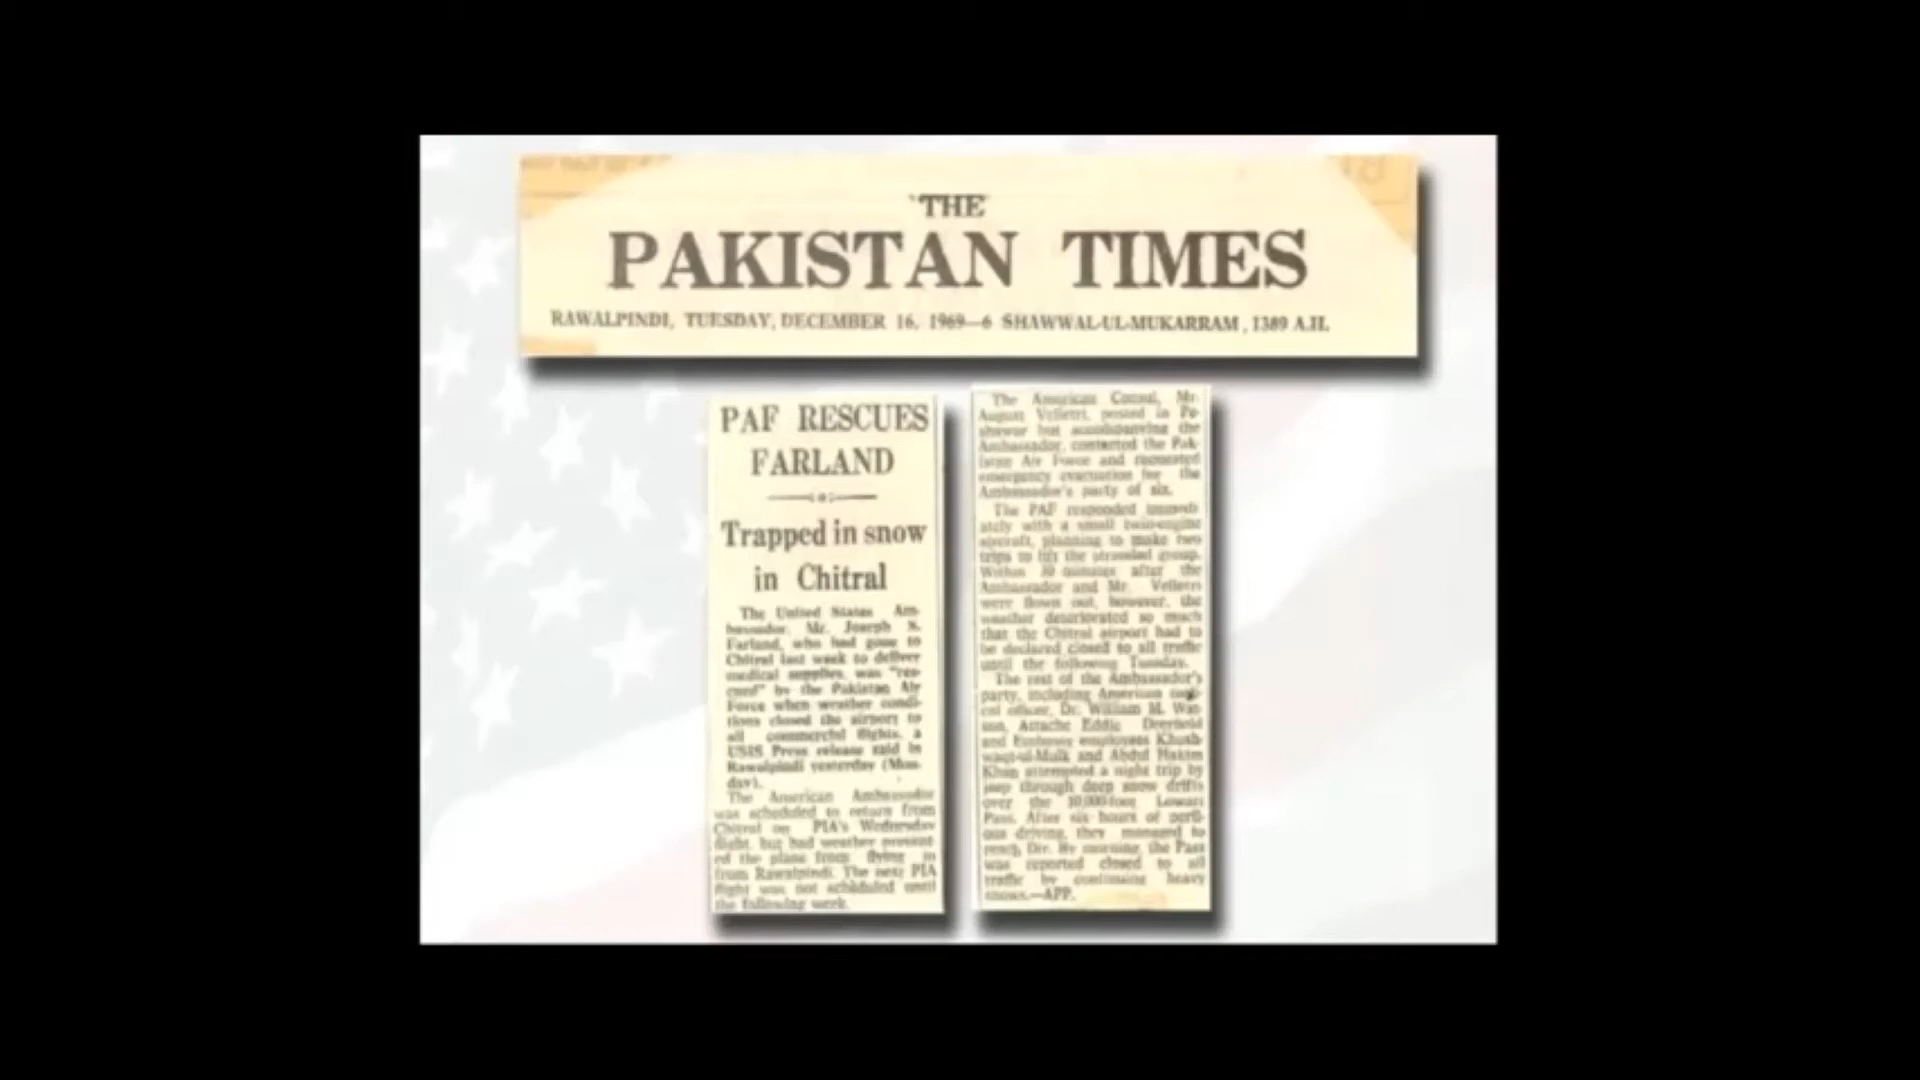 THE
PAKISTAN TIMES
RAWALPINDI, TUESDAY, DECEMBER 16, 1969—6 SHAWWAL-UL-MUKARRAM, 1389 A.H.
PAF RESCUES
FARLAND
Trapped in snow
in Chitral
The United States Am-
bassador, Mr. Joseph S.
Farland, who had gone to
Chitral last week to deliver
medical supplies, was "res-
cued" by the Pakistan Air
Force when weather condi-
tions closed the airport to
all commercial flights, a
USIS Press release said in
Rawalpindi yesterday (Mon-
day).
The American Ambassador
was scheduled to return from
Chitral on PIA's Wednesday
flight, but bad weather prevent-
ed the plane from flying in
from Rawalpindi. The next PIA
flight was not scheduled until
the following week.
The American Consul, Mr.
August Velletri, posted in Pe-
shawar but accompanying the
Ambassador, contacted the Pak-
istan Air Force and requested
emergency evacuation for the
Ambassador's party of six.
The PAF responded immedi-
ately with a small twin-engine
aircraft, planning to make two
trips to lift the stranded group.
Within 30 minutes after the
Ambassador and Mr. Velletri
were flown out, however, the
weather deteriorated so much
that the Chitral airport had to
be declared closed to all traffic
until the following Tuesday.
The rest of the Ambassador's
party, including American medi-
cal officer, Dr. William M. Wat-
son, Attache Eddie
and Embassy employees Khush-
waqt-ul-Mulk and Abdul Hakim
Khan attempted a night trip by
jeep through deep snow drifts
over the 10,000-foot Lowari
Pass. After six hours of peril-
ous driving, they managed to
reach Dir. By morning the Pass
was reported closed to all
traffic by continuing heavy
snows.—APP.